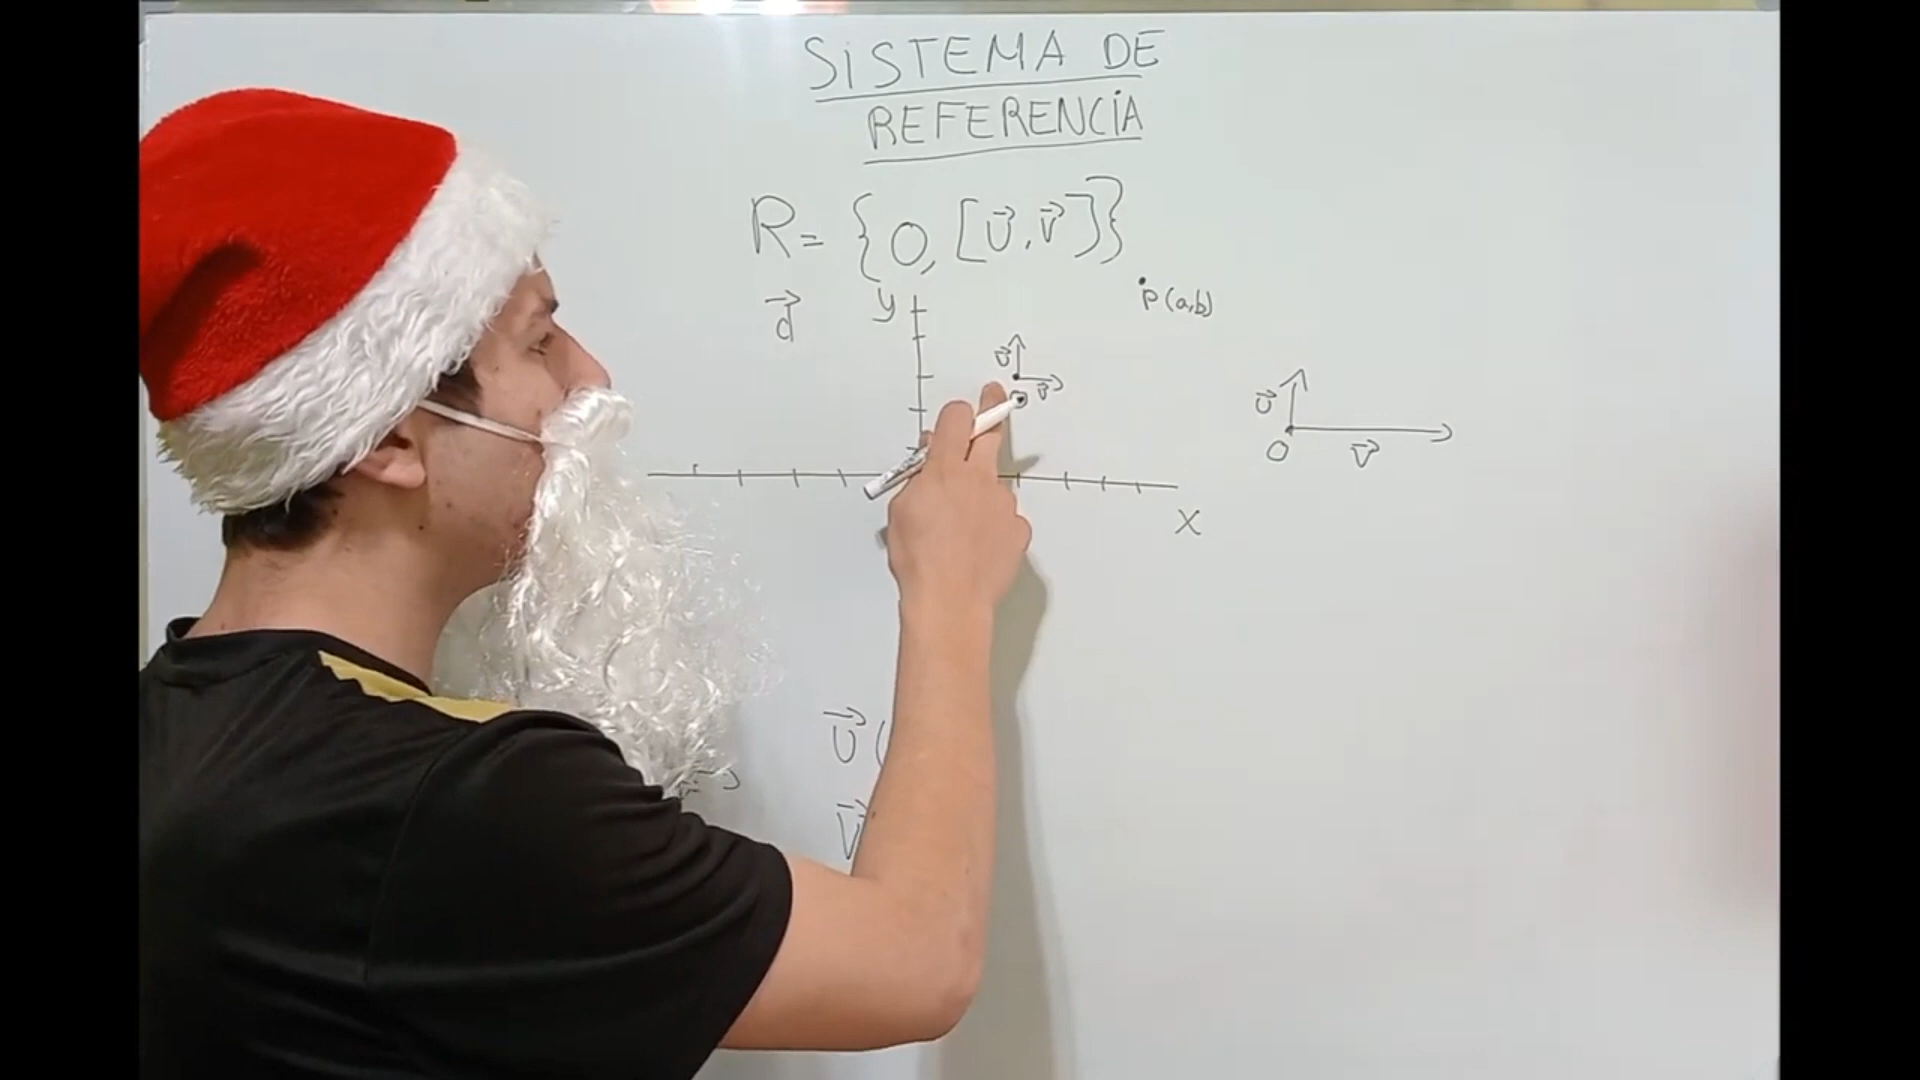 SiSTEMA DE
REFERENCiA
R= {O, [U⃗, V⃗]}
d⃗
y
P(a,b)
U⃗
V⃗
O
X
U⃗
O
V⃗
U⃗ (
V⃗